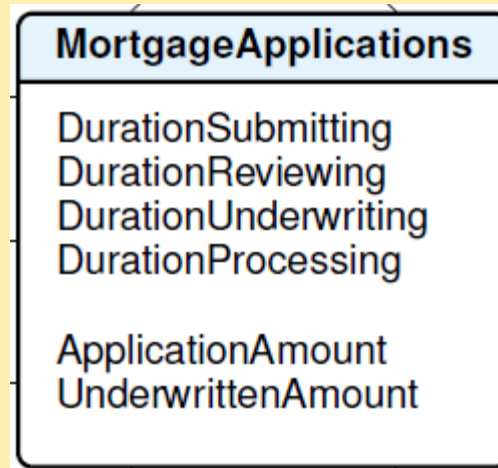 MortgageApplications
DurationSubmitting
DurationReviewing
DurationUnderwriting
DurationProcessing
ApplicationAmount
UnderwrittenAmount